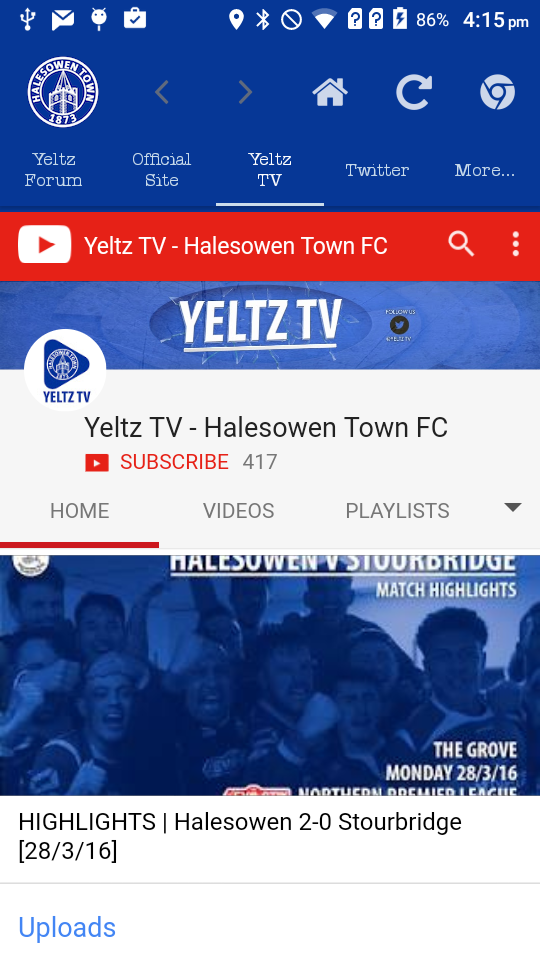 86% 4:15 pm
HALESOWEN TOWN
1873
Yeltz Forum
Official Site
Yeltz TV
Twitter
More...
Yeltz TV - Halesowen Town FC
YELTZ TV
FOLLOW US
@YELTZTV
YELTZ TV
Yeltz TV - Halesowen Town FC
SUBSCRIBE 417
HOME VIDEOS PLAYLISTS
HALESOWEN V STOURBRIDGE
MATCH HIGHLIGHTS
THE GROVE
MONDAY 28/3/16
NORTHERN PREMIER LEAGUE
HIGHLIGHTS | Halesowen 2-0 Stourbridge
[28/3/16]
Uploads